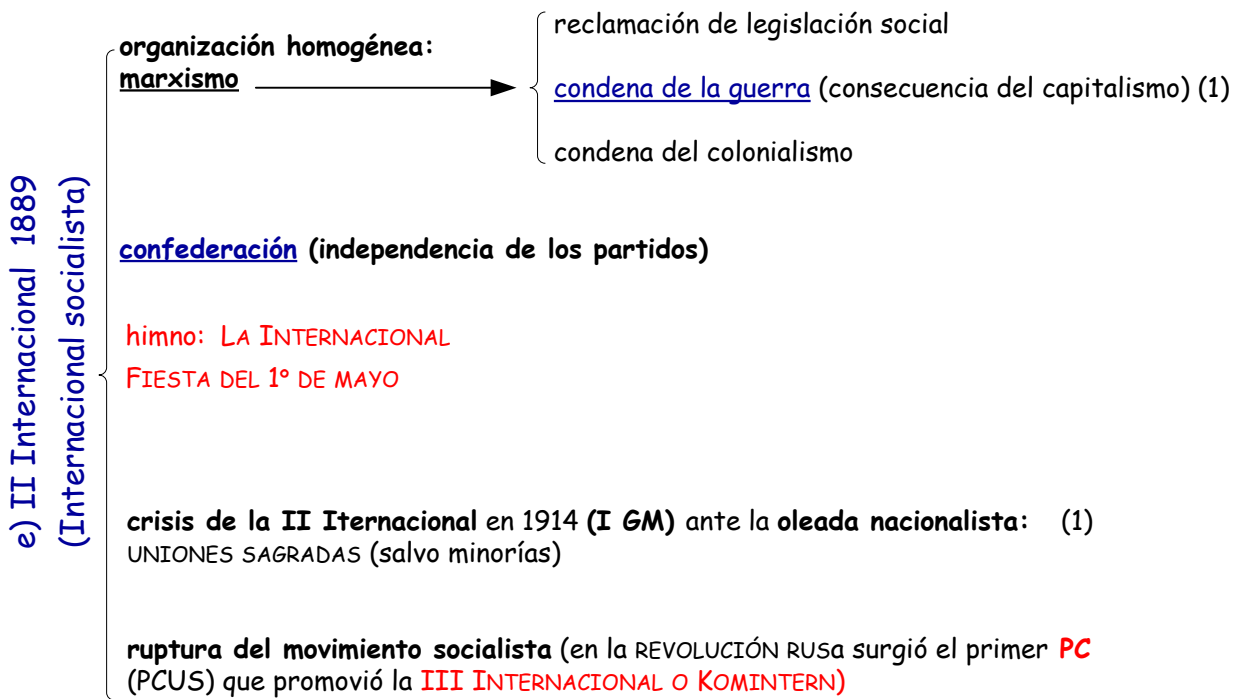 e) II Internacional 1889
(Internacional socialista)
organización homogénea:
marxismo
reclamación de legislación social
condena de la guerra (consecuencia del capitalismo) (1)
condena del colonialismo
confederación (independencia de los partidos)
himno: LA INTERNACIONAL
FIESTA DEL 1º DE MAYO
crisis de la II Iternacional en 1914 (I GM) ante la oleada nacionalista: (1)
UNIONES SAGRADAS (salvo minorías)
ruptura del movimiento socialista (en la REVOLUCIÓN RUSa surgió el primer PC
(PCUS) que promovió la III INTERNACIONAL O KOMINTERN)